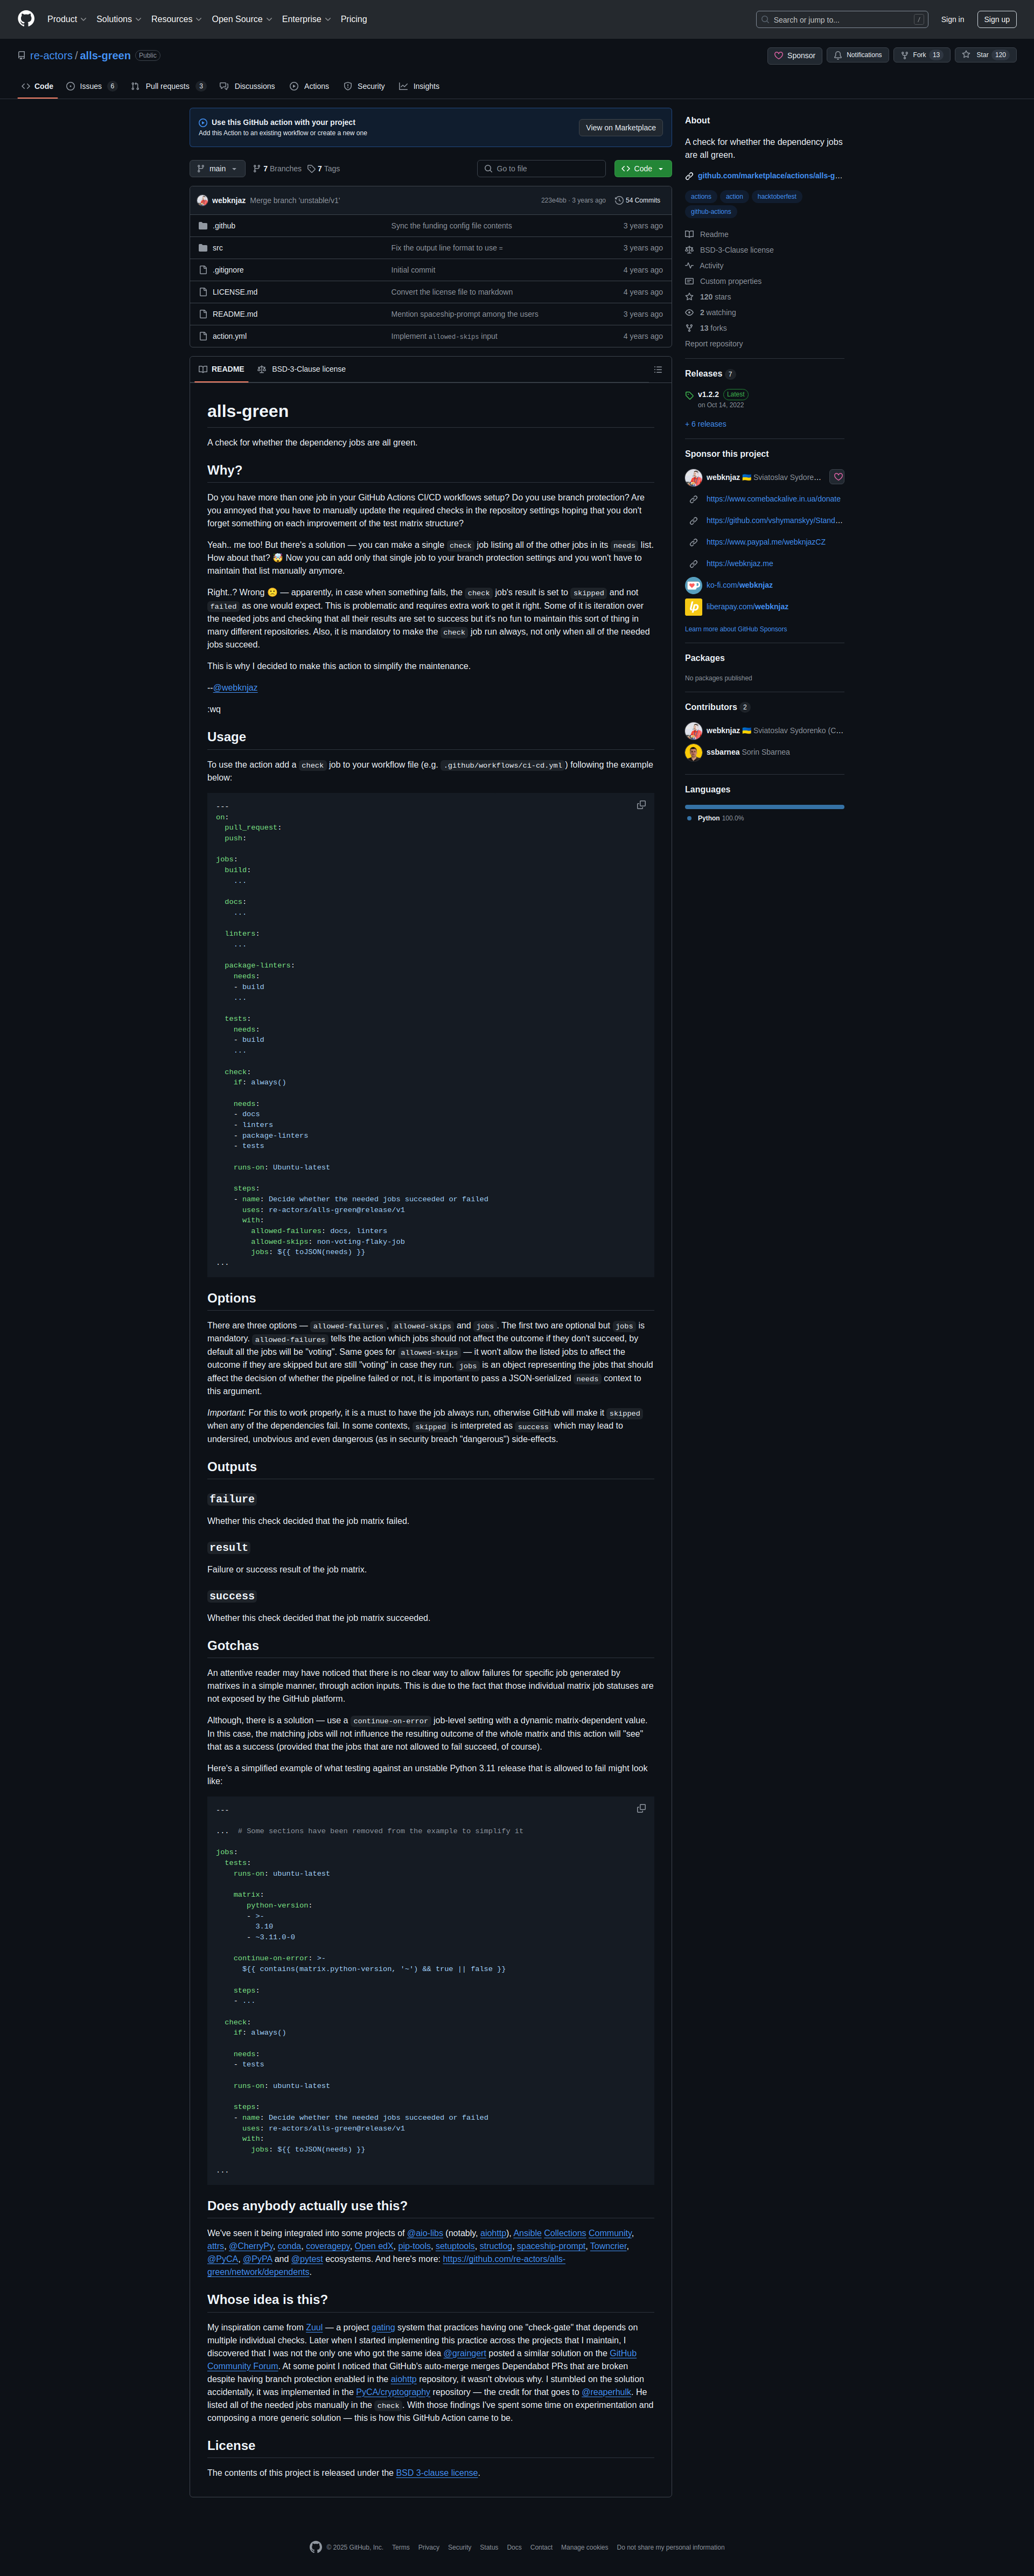 Product Solutions Resources Open Source Enterprise Pricing
Search or jump to... /
Sign in
Sign up
re-actors / alls-green Public
Sponsor
Notifications
Fork 13
Star 120
Code
Issues 6
Pull requests 3
Discussions
Actions
Security
Insights
Use this GitHub action with your project
Add this Action to an existing workflow or create a new one
View on Marketplace
main
7 Branches
7 Tags
Go to file
Code
webknjaz Merge branch 'unstable/v1'
223e4bb · 3 years ago
54 Commits
.github Sync the funding config file contents 3 years ago
src Fix the output line format to use = 3 years ago
.gitignore Initial commit 4 years ago
LICENSE.md Convert the license file to markdown 4 years ago
README.md Mention spaceship-prompt among the users 3 years ago
action.yml Implement allowed-skips input 4 years ago
README
BSD-3-Clause license
alls-green
A check for whether the dependency jobs are all green.
Why?
Do you have more than one job in your GitHub Actions CI/CD workflows setup? Do you use branch protection? Are
you annoyed that you have to manually update the required checks in the repository settings hoping that you don't
forget something on each improvement of the test matrix structure?
Yeah.. me too! But there's a solution — you can make a single check job listing all of the other jobs in its needs list.
How about that? 🤯 Now you can add only that single job to your branch protection settings and you won't have to
maintain that list manually anymore.
Right..? Wrong 🙁 — apparently, in case when something fails, the check job's result is set to skipped and not
failed as one would expect. This is problematic and requires extra work to get it right. Some of it is iteration over
the needed jobs and checking that all their results are set to success but it's no fun to maintain this sort of thing in
many different repositories. Also, it is mandatory to make the check job run always, not only when all of the needed
jobs succeed.
This is why I decided to make this action to simplify the maintenance.
--@webknjaz
:wq
Usage
To use the action add a check job to your workflow file (e.g. .github/workflows/ci-cd.yml) following the example
below:
---
on:
pull_request:
push:
jobs:
build:
...
docs:
...
linters:
...
package-linters:
needs:
- build
...
tests:
needs:
- build
...
check:
if: always()
needs:
- docs
- linters
- package-linters
- tests
runs-on: Ubuntu-latest
steps:
- name: Decide whether the needed jobs succeeded or failed
uses: re-actors/alls-green@release/v1
with:
allowed-failures: docs, linters
allowed-skips: non-voting-flaky-job
jobs: ${{ toJSON(needs) }}
...
Options
There are three options — allowed-failures, allowed-skips and jobs. The first two are optional but jobs is
mandatory. allowed-failures tells the action which jobs should not affect the outcome if they don't succeed, by
default all the jobs will be "voting". Same goes for allowed-skips — it won't allow the listed jobs to affect the
outcome if they are skipped but are still "voting" in case they run. jobs is an object representing the jobs that should
affect the decision of whether the pipeline failed or not, it is important to pass a JSON-serialized needs context to
this argument.
Important: For this to work properly, it is a must to have the job always run, otherwise GitHub will make it skipped
when any of the dependencies fail. In some contexts, skipped is interpreted as success which may lead to
undersired, unobvious and even dangerous (as in security breach "dangerous") side-effects.
Outputs
failure
Whether this check decided that the job matrix failed.
result
Failure or success result of the job matrix.
success
Whether this check decided that the job matrix succeeded.
Gotchas
An attentive reader may have noticed that there is no clear way to allow failures for specific job generated by
matrixes in a simple manner, through action inputs. This is due to the fact that those individual matrix job statuses are
not exposed by the GitHub platform.
Although, there is a solution — use a continue-on-error job-level setting with a dynamic matrix-dependent value.
In this case, the matching jobs will not influence the resulting outcome of the whole matrix and this action will "see"
that as a success (provided that the jobs that are not allowed to fail succeed, of course).
Here's a simplified example of what testing against an unstable Python 3.11 release that is allowed to fail might look
like:
---
... # Some sections have been removed from the example to simplify it
jobs:
tests:
runs-on: ubuntu-latest
matrix:
python-version:
- >-
3.10
- ~3.11.0-0
continue-on-error: >-
${{ contains(matrix.python-version, '~') && true || false }}
steps:
- ...
check:
if: always()
needs:
- tests
runs-on: ubuntu-latest
steps:
- name: Decide whether the needed jobs succeeded or failed
uses: re-actors/alls-green@release/v1
with:
jobs: ${{ toJSON(needs) }}
...
Does anybody actually use this?
We've seen it being integrated into some projects of @aio-libs (notably, aiohttp), Ansible Collections Community,
attrs, @CherryPy, conda, coveragepy, Open edX, pip-tools, setuptools, structlog, spaceship-prompt, Towncrier,
@PyCA, @PyPA and @pytest ecosystems. And here's more: https://github.com/re-actors/alls-
green/network/dependents.
Whose idea is this?
My inspiration came from Zuul — a project gating system that practices having one "check-gate" that depends on
multiple individual checks. Later when I started implementing this practice across the projects that I maintain, I
discovered that I was not the only one who got the same idea @graingert posted a similar solution on the GitHub
Community Forum. At some point I noticed that GitHub's auto-merge merges Dependabot PRs that are broken
despite having branch protection enabled in the aiohttp repository, it wasn't obvious why. I stumbled on the solution
accidentally, it was implemented in the PyCA/cryptography repository — the credit for that goes to @reaperhulk. He
listed all of the needed jobs manually in the check. With those findings I've spent some time on experimentation and
composing a more generic solution — this is how this GitHub Action came to be.
License
The contents of this project is released under the BSD 3-clause license.
About
A check for whether the dependency jobs
are all green.
github.com/marketplace/actions/alls-g...
actions action hacktoberfest
github-actions
Readme
BSD-3-Clause license
Activity
Custom properties
120 stars
2 watching
13 forks
Report repository
Releases 7
v1.2.2 Latest
on Oct 14, 2022
+ 6 releases
Sponsor this project
webknjaz 🇺🇦 Sviatoslav Sydore...
https://www.comebackalive.in.ua/donate
https://github.com/vshymanskyy/Stand...
https://www.paypal.me/webknjazCZ
https://webknjaz.me
ko-fi.com/webknjaz
liberapay.com/webknjaz
Learn more about GitHub Sponsors
Packages
No packages published
Contributors 2
webknjaz 🇺🇦 Sviatoslav Sydorenko (C...
ssbarnea Sorin Sbarnea
Languages
Python 100.0%
© 2025 GitHub, Inc. Terms Privacy Security Status Docs Contact Manage cookies Do not share my personal information